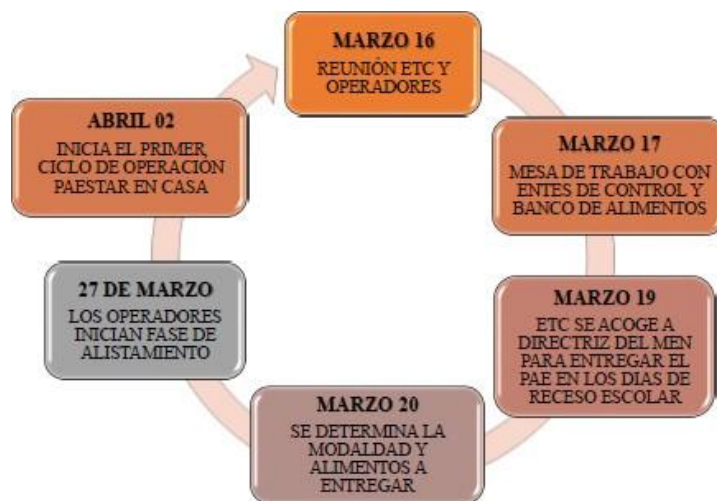 MARZO 16
REUNIÓN ETC Y
OPERADORES
MARZO 17
MESA DE TRABAJO CON
ENTES DE CONTROL Y
BANCO DE ALIMENTOS
MARZO 19
ETC SE ACOGE A
DIRECTRIZ DEL MEN
PARA ENTREGAR EL
PAE EN LOS DIAS DE
RECESO ESCOLAR
MARZO 20
SE DETERMINA LA
MODALDAD Y
ALIMENTOS A
ENTREGAR
27 DE MARZO
LOS OPERADORES
INICIAN FASE DE
ALISTAMIENTO
ABRIL 02
INICIA EL PRIMER
CICLO DE OPERACIÓN
PAESTAR EN CASA